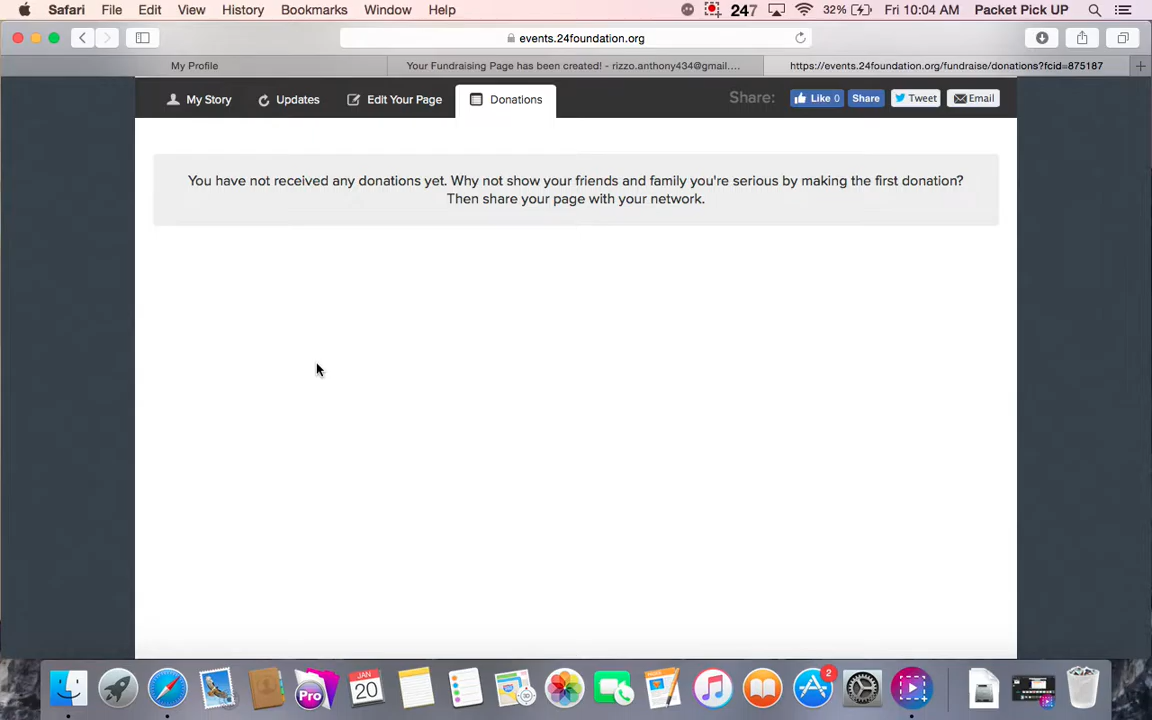 Safari File Edit View History Bookmarks Window Help 247 32% Fri 10:04 AM Packet Pick UP
events.24foundation.org
My Profile Your Fundraising Page has been created! - rizzo.anthony434@gmail.... https://events.24foundation.org/fundraise/donations?fcid=875187
My Story Updates Edit Your Page Donations Share: Like 0 Share Tweet Email
You have not received any donations yet. Why not show your friends and family you're serious by making the first donation?
Then share your page with your network.
Pro JAN 20 3D 2